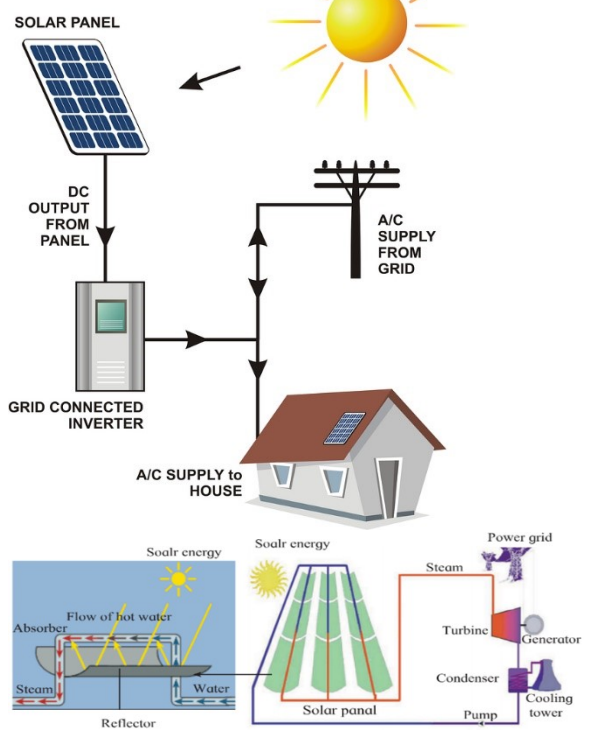 SOLAR PANEL
DC
OUTPUT
FROM
PANEL
A/C
SUPPLY
FROM
GRID
GRID CONNECTED
INVERTER
A/C SUPPLY to
HOUSE
Soalr energy
Flow of hot water
Absorber
Steam
Water
Reflector
Soalr energy
Steam
Power grid
Turbine
Generator
Condenser
Cooling
tower
Solar panal
Pump